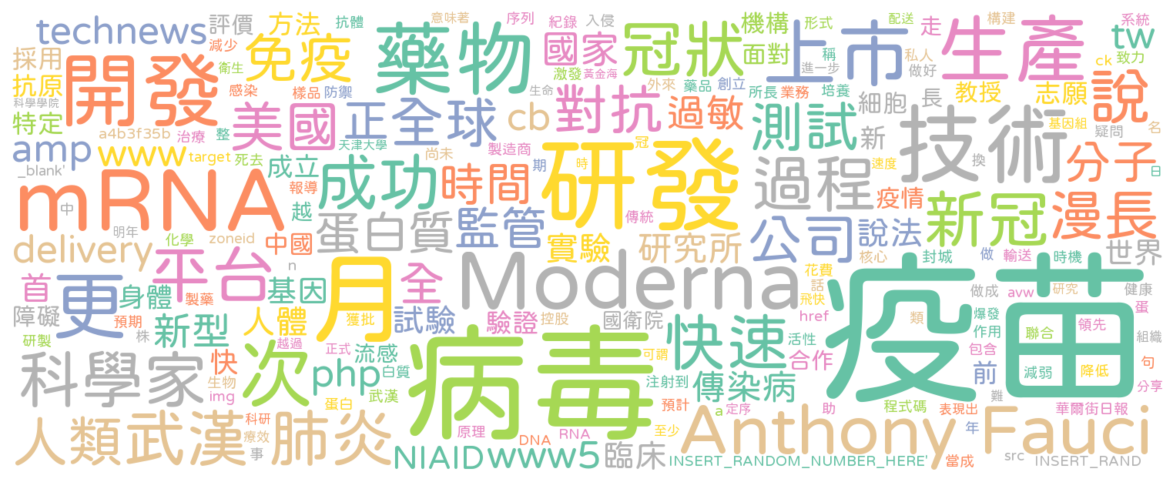 technews 評價 方法 抗體 意味著 序列 紀錄 入侵 機構 形式 構建 配送 系統
採用 減少 免疫 藥物 國家 冠狀 面對 上市 走 私人 稱 進一步 生產 致力 tw
抗原 開發 衛生 感染 樣品 防禦 激發 黃金海 外來 藥品 創立 所長 業務 培養 做好 ck
科學學院 特定 a4b3f35b 治療 整 美國 正 全球 cb 對抗 過敏 生命 測試 細胞 長 新 教授 志願 基因組 說
amp www target 死去 天津大學 尚未 製造商 期 時 冠 速度 技術 疑問 換 名 日
_blank' mRNA 中 成立 報導 越 成功 時間 研發 傳統 過程 疫情 分子
明年 化學 zoneid 中國 蛋白質 監管 實驗 研究所 公司 說法 新冠 漫長
delivery n 平台 首 更 基因 月 全 Moderna 核心 做 封城 輸送 時機 世界
障礙 身體 製藥 預期 株 新型 人體 獲批 試驗 驗證 控股 國衛院 花費 話 飛快 href avw 做成 研究 健康 蛋
研製 科學家 快 越過 正式 流感 病毒 快速 活性 合作 類 爆發 作用 包含 疫苗 聯合 領先 組織
生物 img 次 php 白質 武漢 可謂 注射到 傳染病 前 減弱 降低 句 分享
人類 武漢 肺炎 科研 療效 事 蛋白 原理 DNA RNA 至少 預計 a 定序 助 程式碼 表現出 難 年 華爾街日報
NIAID www5 臨床 Anthony Fauci
INSERT_RANDOM_NUMBER_HERE' 當成 src INSERT_RAND